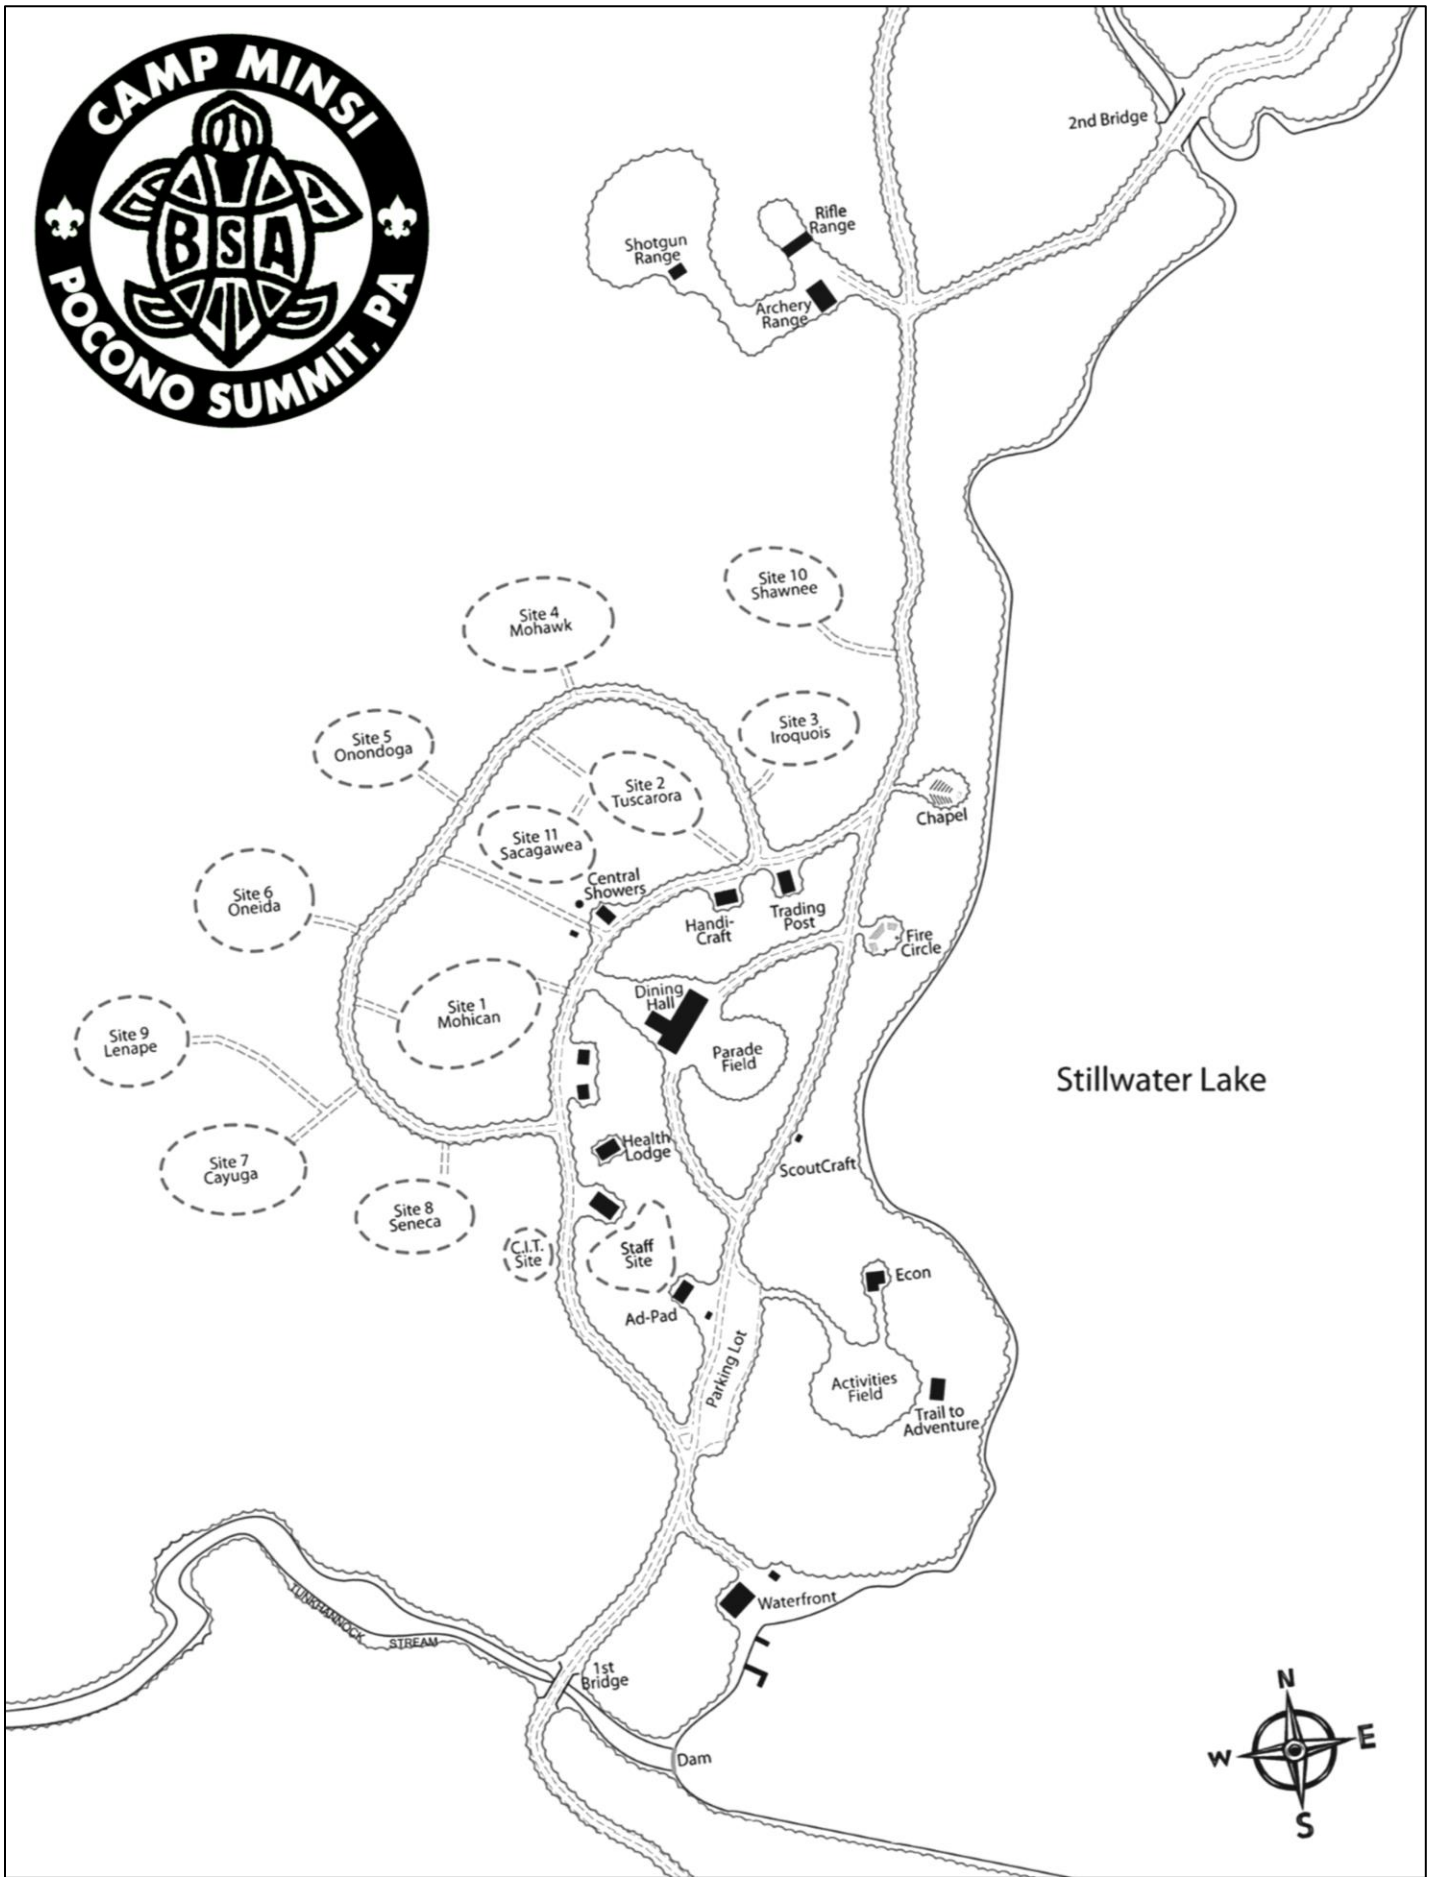 CAMP MINSI
BSA
POCONO SUMMIT, PA
2nd Bridge
Rifle
Range
Shotgun
Range
Archery
Range
Site 10
Shawnee
Site 4
Mohawk
Site 3
Iroquois
Site 5
Onondoga
Site 2
Tuscarora
Chapel
Site 11
Sacagawea
Central
Showers
Site 6
Oneida
Handi-
Craft
Trading
Post
Fire
Circle
Dining
Hall
Site 1
Mohican
Site 9
Lenape
Parade
Field
Stillwater Lake
Health
Lodge
ScoutCraft
Site 7
Cayuga
Site 8
Seneca
C.I.T.
Site
Staff
Site
Econ
Ad-Pad
Parking Lot
Activities
Field
Trail to
Adventure
Waterfront
TUNKHANNOCK
STREAM
1st
Bridge
Dam
N
W
E
S